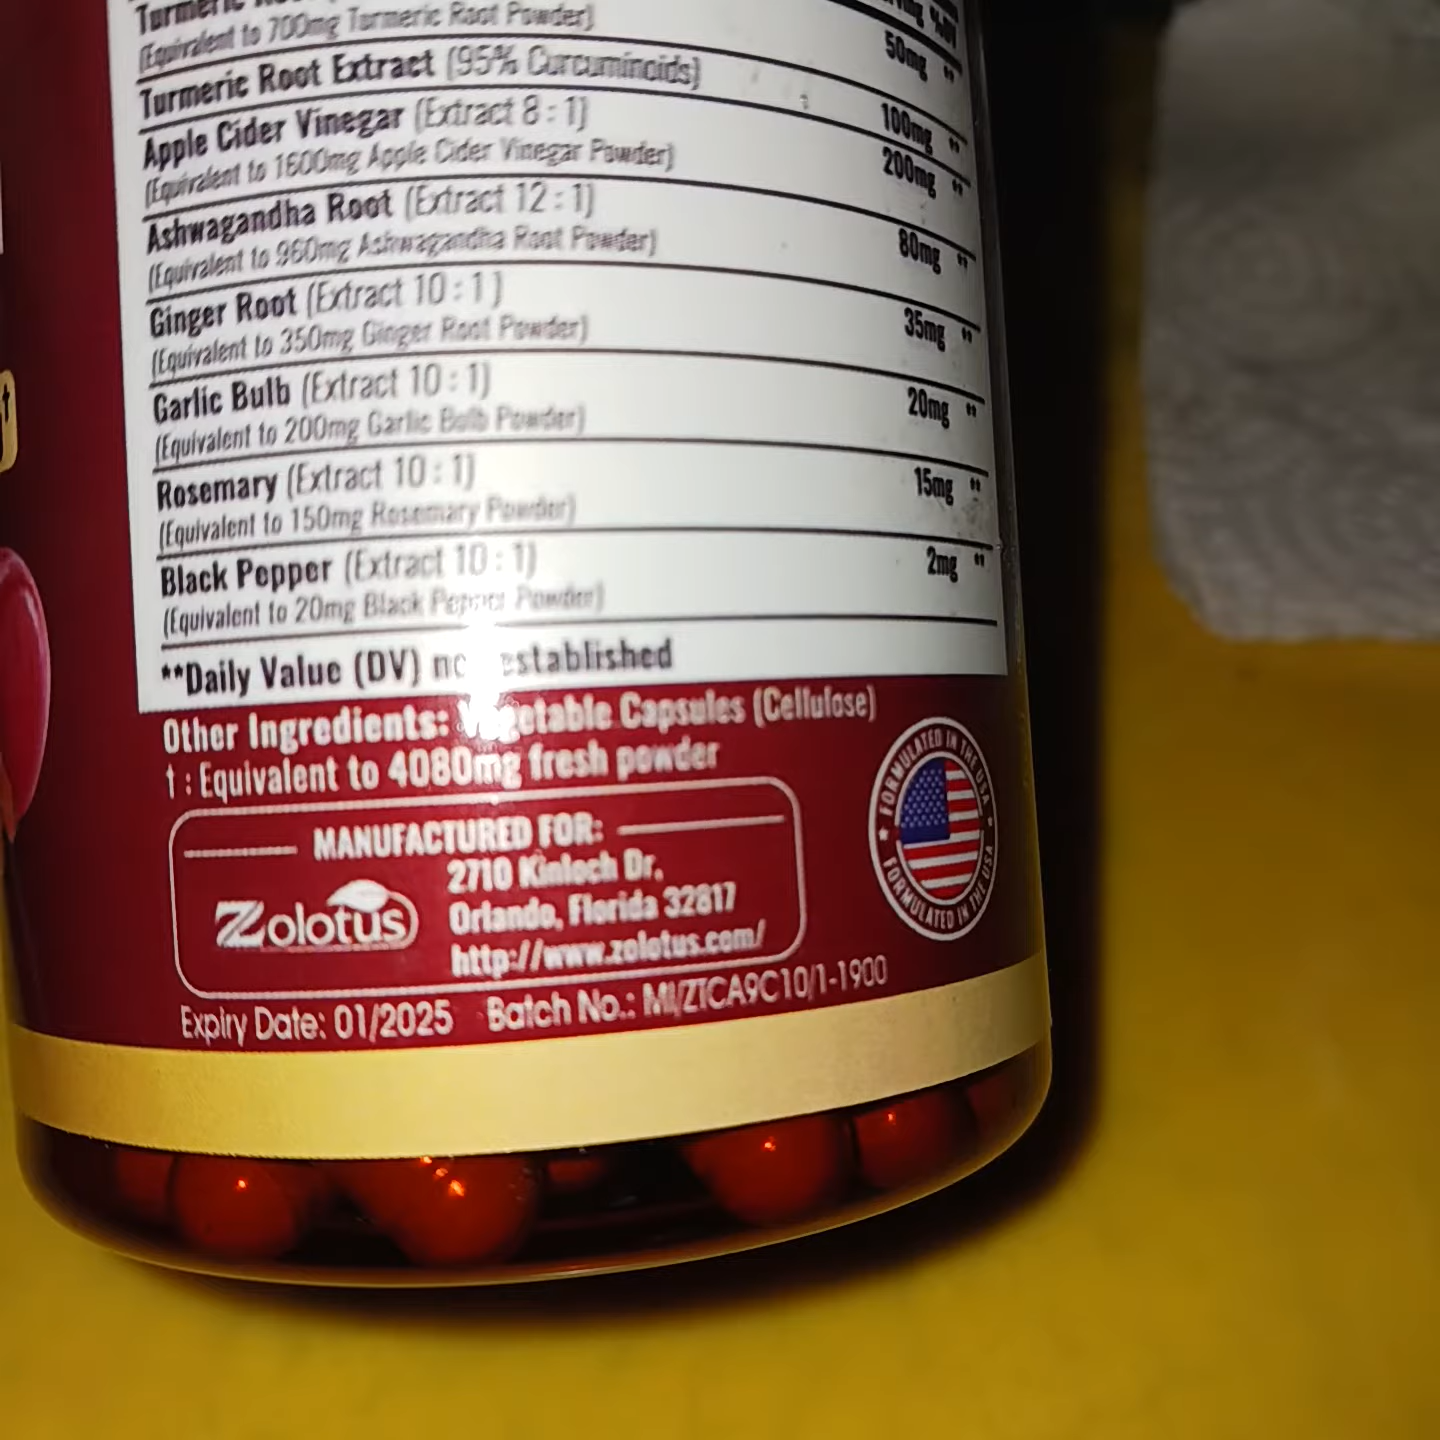 Turmeric
(Equivalent to 700mg Turmeric Root Powder) 50mg **
Turmeric Root Extract (95% Curcuminoids) 100mg **
Apple Cider Vinegar (Extract 8 : 1) 200mg **
(Equivalent to 1600mg Apple Cider Vinegar Powder)
Ashwagandha Root (Extract 12 : 1) 80mg **
(Equivalent to 960mg Ashwagandha Root Powder)
Ginger Root (Extract 10 : 1) 35mg **
(Equivalent to 350mg Ginger Root Powder)
Garlic Bulb (Extract 10 : 1) 20mg **
(Equivalent to 200mg Garlic Bulb Powder)
Rosemary (Extract 10 : 1) 15mg **
(Equivalent to 150mg Rosemary Powder)
Black Pepper (Extract 10 : 1) 2mg **
(Equivalent to 20mg Black Pepper Powder)
**Daily Value (DV) established
Other Ingredients: Vegetable Capsules (Cellulose)
† : Equivalent to 4080mg fresh powder
MANUFACTURED FOR:
Zolotus
2710 Kinloch Dr,
Orlando, Florida 32817
http://www.zolotus.com/
★ FORMULATED IN THE USA ★
FORMULATED IN THE USA
Expiry Date: 01/2025 Batch No.: MI/ZTCA9C10/1-1900